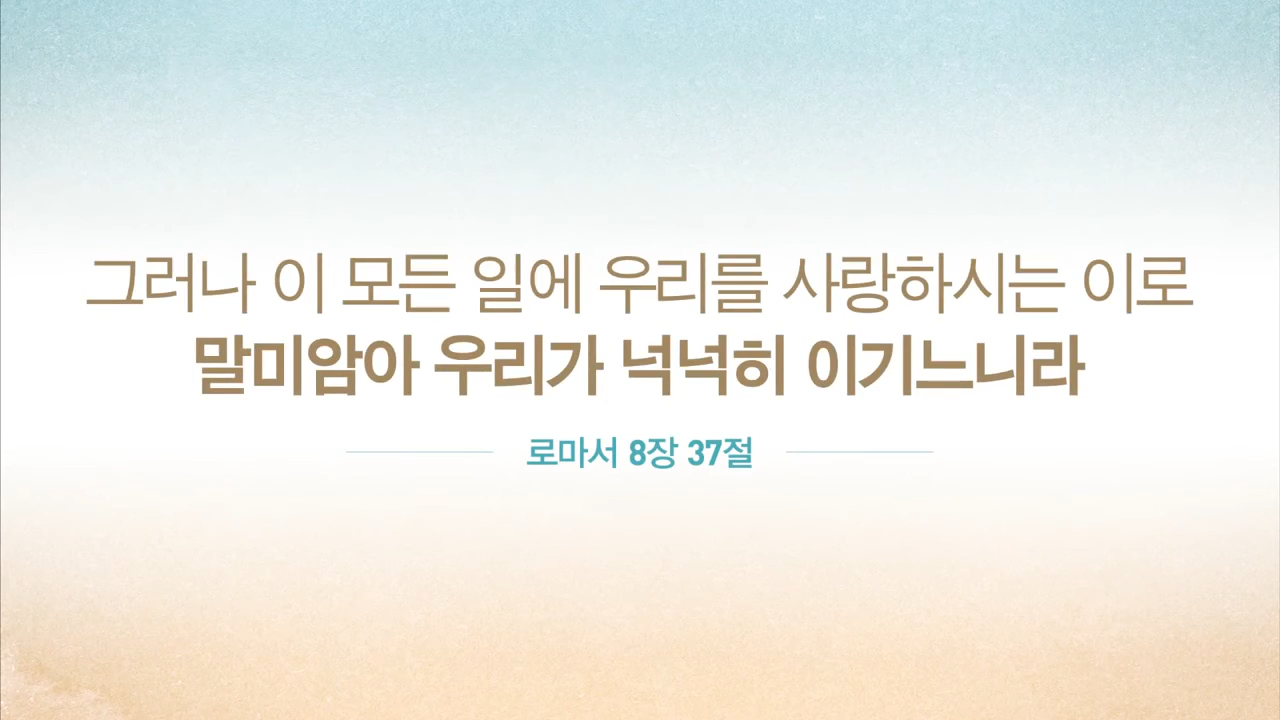 그러나 이 모든 일에 우리를 사랑하시는 이로
말미암아 우리가 넉넉히 이기느니라
로마서 8장 37절